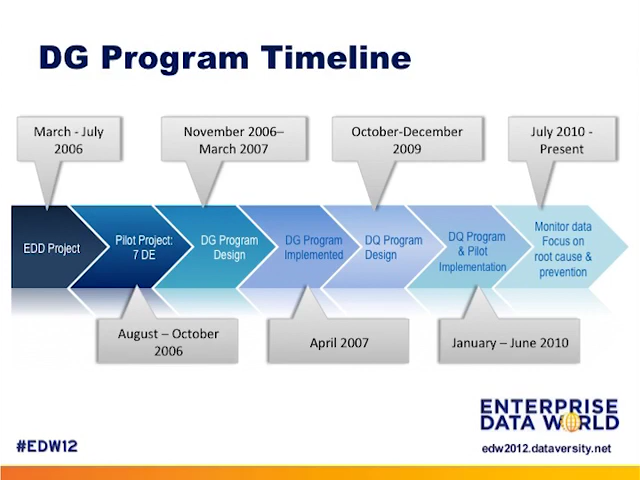 DG Program Timeline
March - July
2006
November 2006–
March 2007
October-December
2009
July 2010 -
Present
EDD Project
Pilot Project:
7 DE
DG Program
Design
DG Program
Implemented
DQ Program
Design
DQ Program
& Pilot
Implementation
Monitor data
Focus on
root cause &
prevention
August – October
2006
April 2007
January – June 2010
ENTERPRISE
DATA WORLD
#EDW12
edw2012.dataversity.net